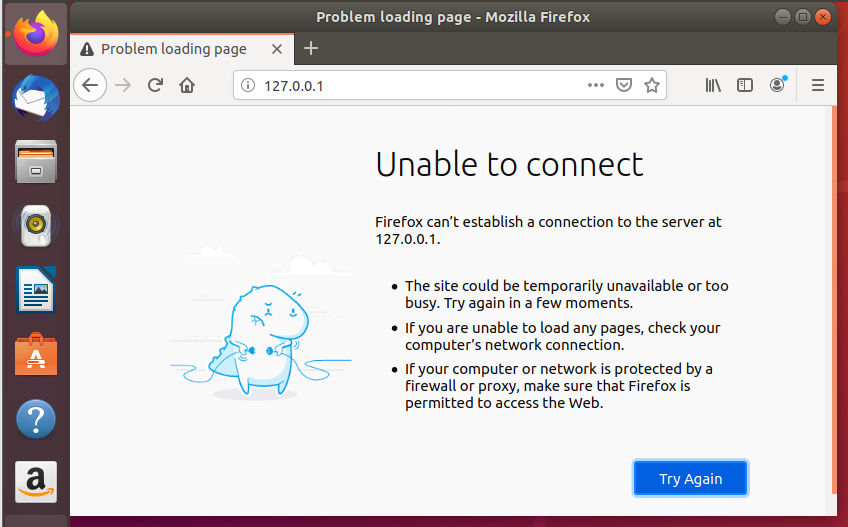 Problem loading page - Mozilla Firefox
Problem loading page
127.0.0.1
Unable to connect
Firefox can’t establish a connection to the server at
127.0.0.1.
The site could be temporarily unavailable or too
busy. Try again in a few moments.
If you are unable to load any pages, check your
computer’s network connection.
If your computer or network is protected by a
firewall or proxy, make sure that Firefox is
permitted to access the Web.
Try Again
A
?
a